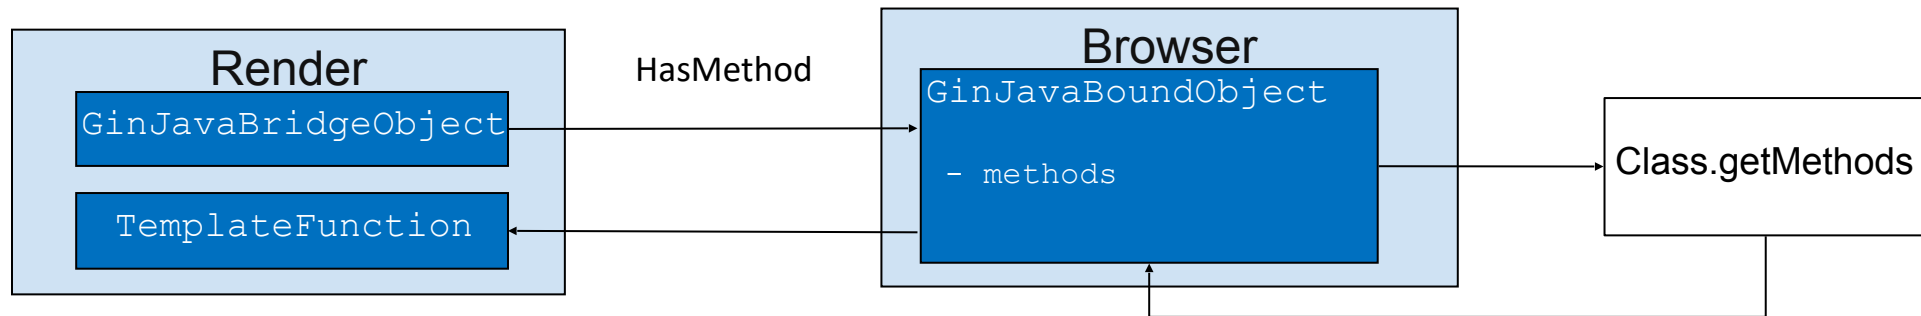 Render
GinJavaBridgeObject
TemplateFunction
HasMethod
Browser
GinJavaBoundObject
- methods
Class.getMethods